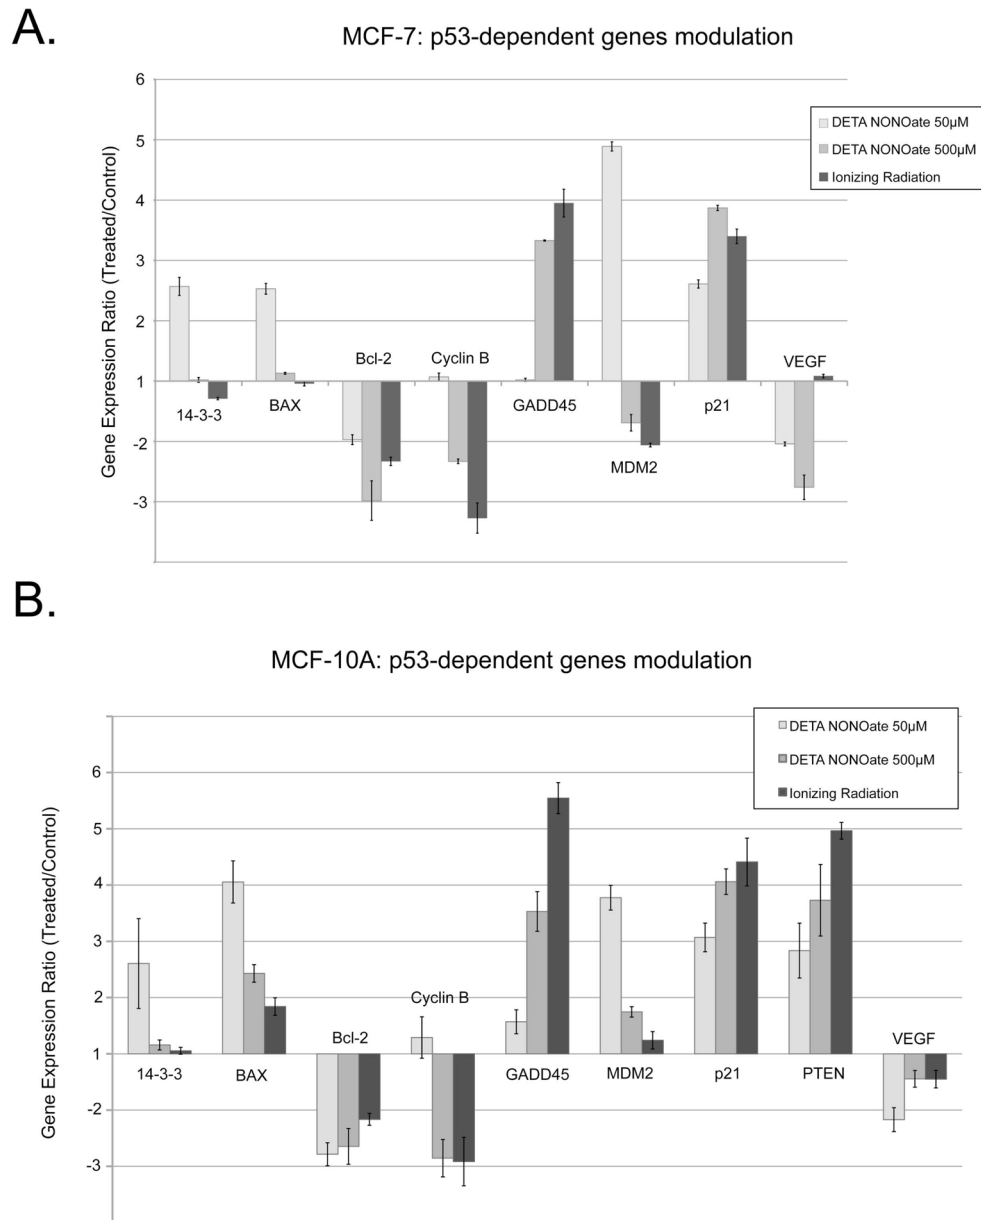 A.
MCF-7: p53-dependent genes modulation
Gene Expression Ratio (Treated/Control)
6
5
4
3
2
1
-2
-3
DETA NONOate 50µM
DETA NONOate 500µM
Ionizing Radiation
14-3-3
BAX
Bcl-2
Cyclin B
GADD45
MDM2
p21
VEGF
B.
MCF-10A: p53-dependent genes modulation
Gene Expression Ratio (Treated/Control)
6
5
4
3
2
1
-2
-3
DETA NONOate 50µM
DETA NONOate 500µM
Ionizing Radiation
14-3-3
BAX
Bcl-2
Cyclin B
GADD45
MDM2
p21
PTEN
VEGF